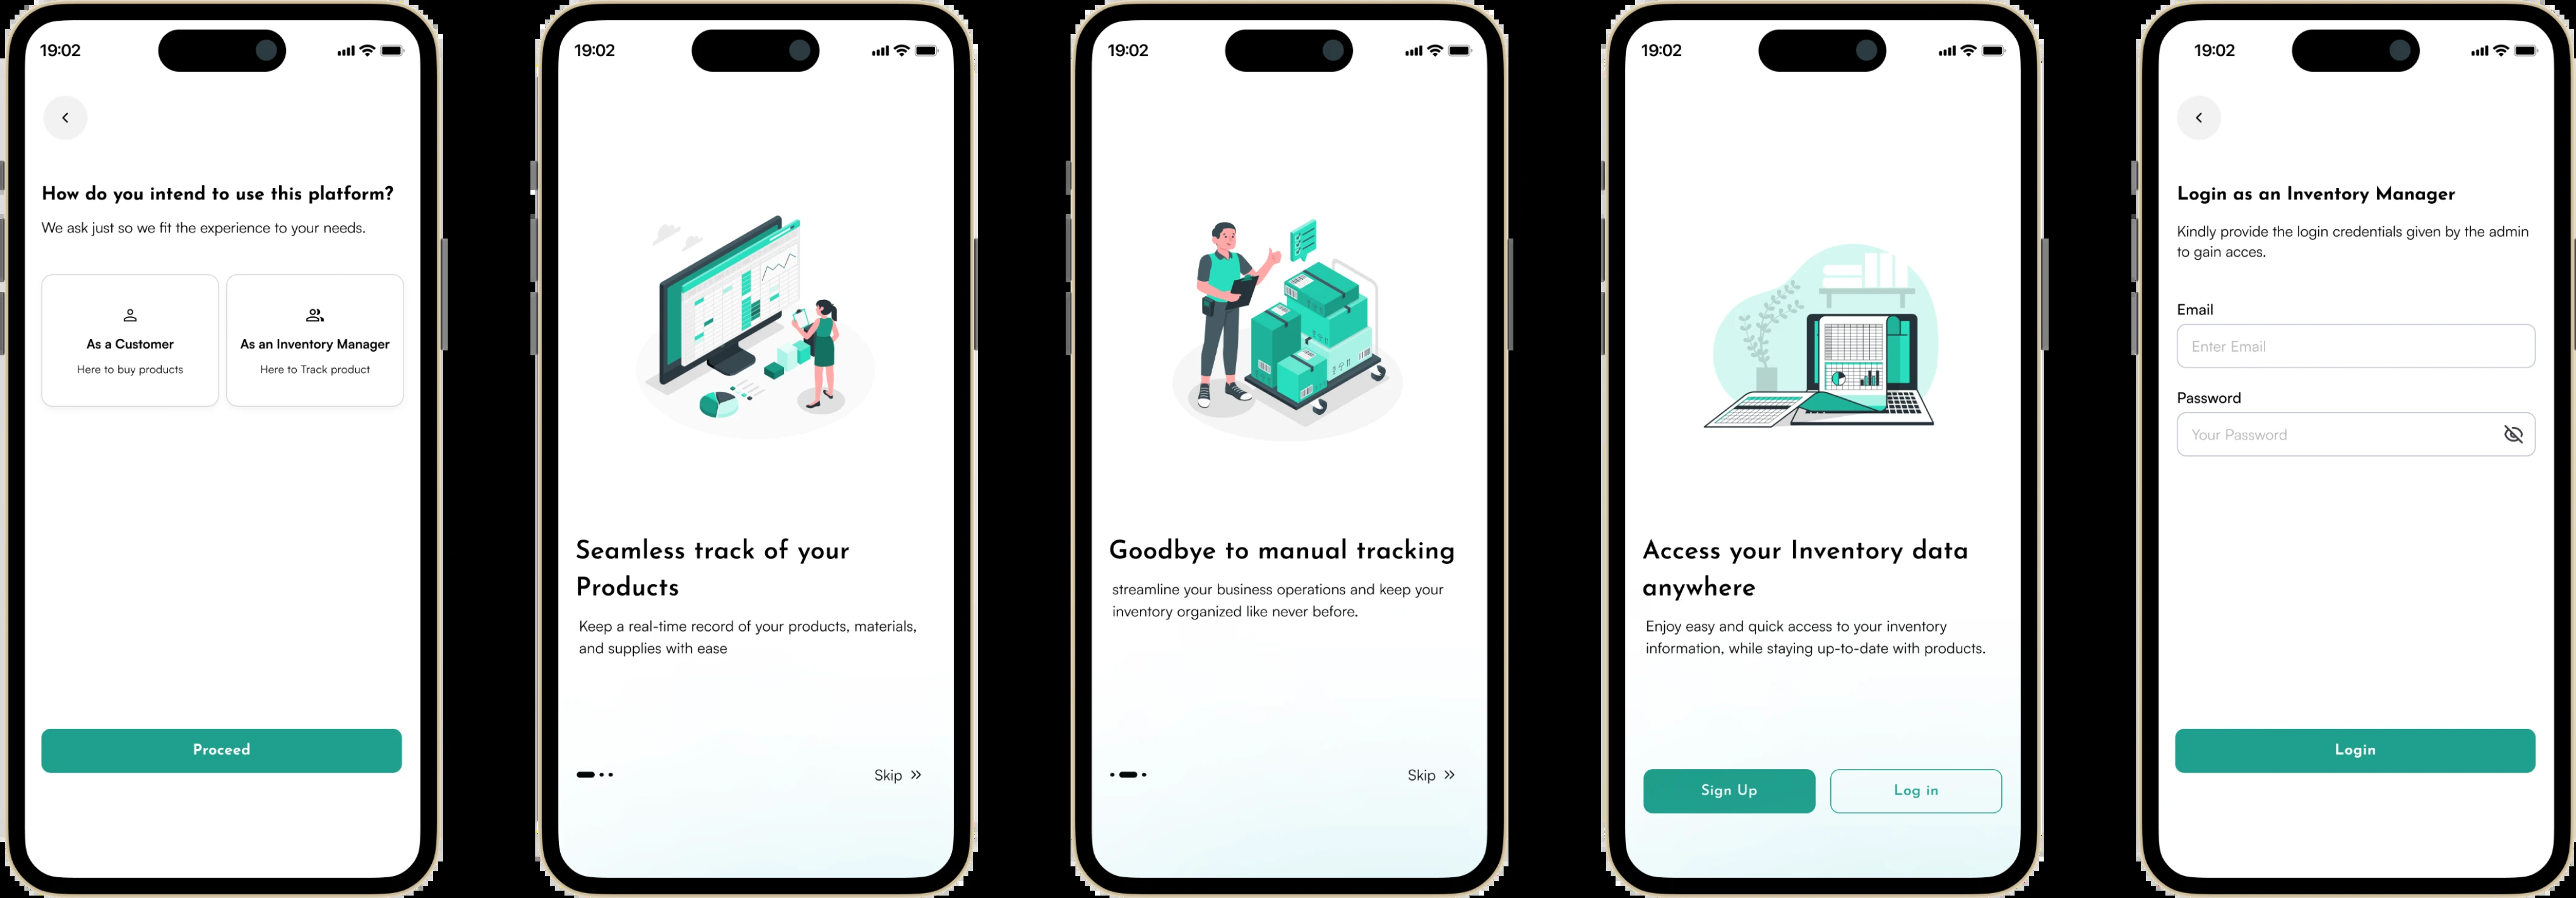 19:02
How do you intend to use this platform?
We ask just so we fit the experience to your needs.
As a Customer
Here to buy products
As an Inventory Manager
Here to Track product
Proceed
19:02
Seamless track of your
Products
Keep a real-time record of your products, materials,
and supplies with ease
Skip
19:02
Goodbye to manual tracking
streamline your business operations and keep your
inventory organized like never before.
Skip
19:02
Access your Inventory data
anywhere
Enjoy easy and quick access to your inventory
information, while staying up-to-date with products.
Sign Up
Log in
19:02
Login as an Inventory Manager
Kindly provide the login credentials given by the admin
to gain acces.
Email
Enter Email
Password
Your Password
Login